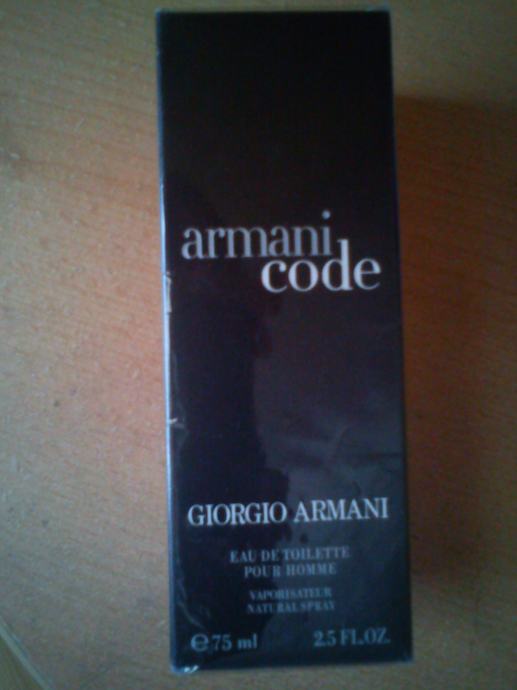 armani
code
GIORGIO ARMANI
EAU DE TOILETTE
POUR HOMME
VAPORISATEUR
NATURAL SPRAY
℮75 ml 2.5 FL.OZ.